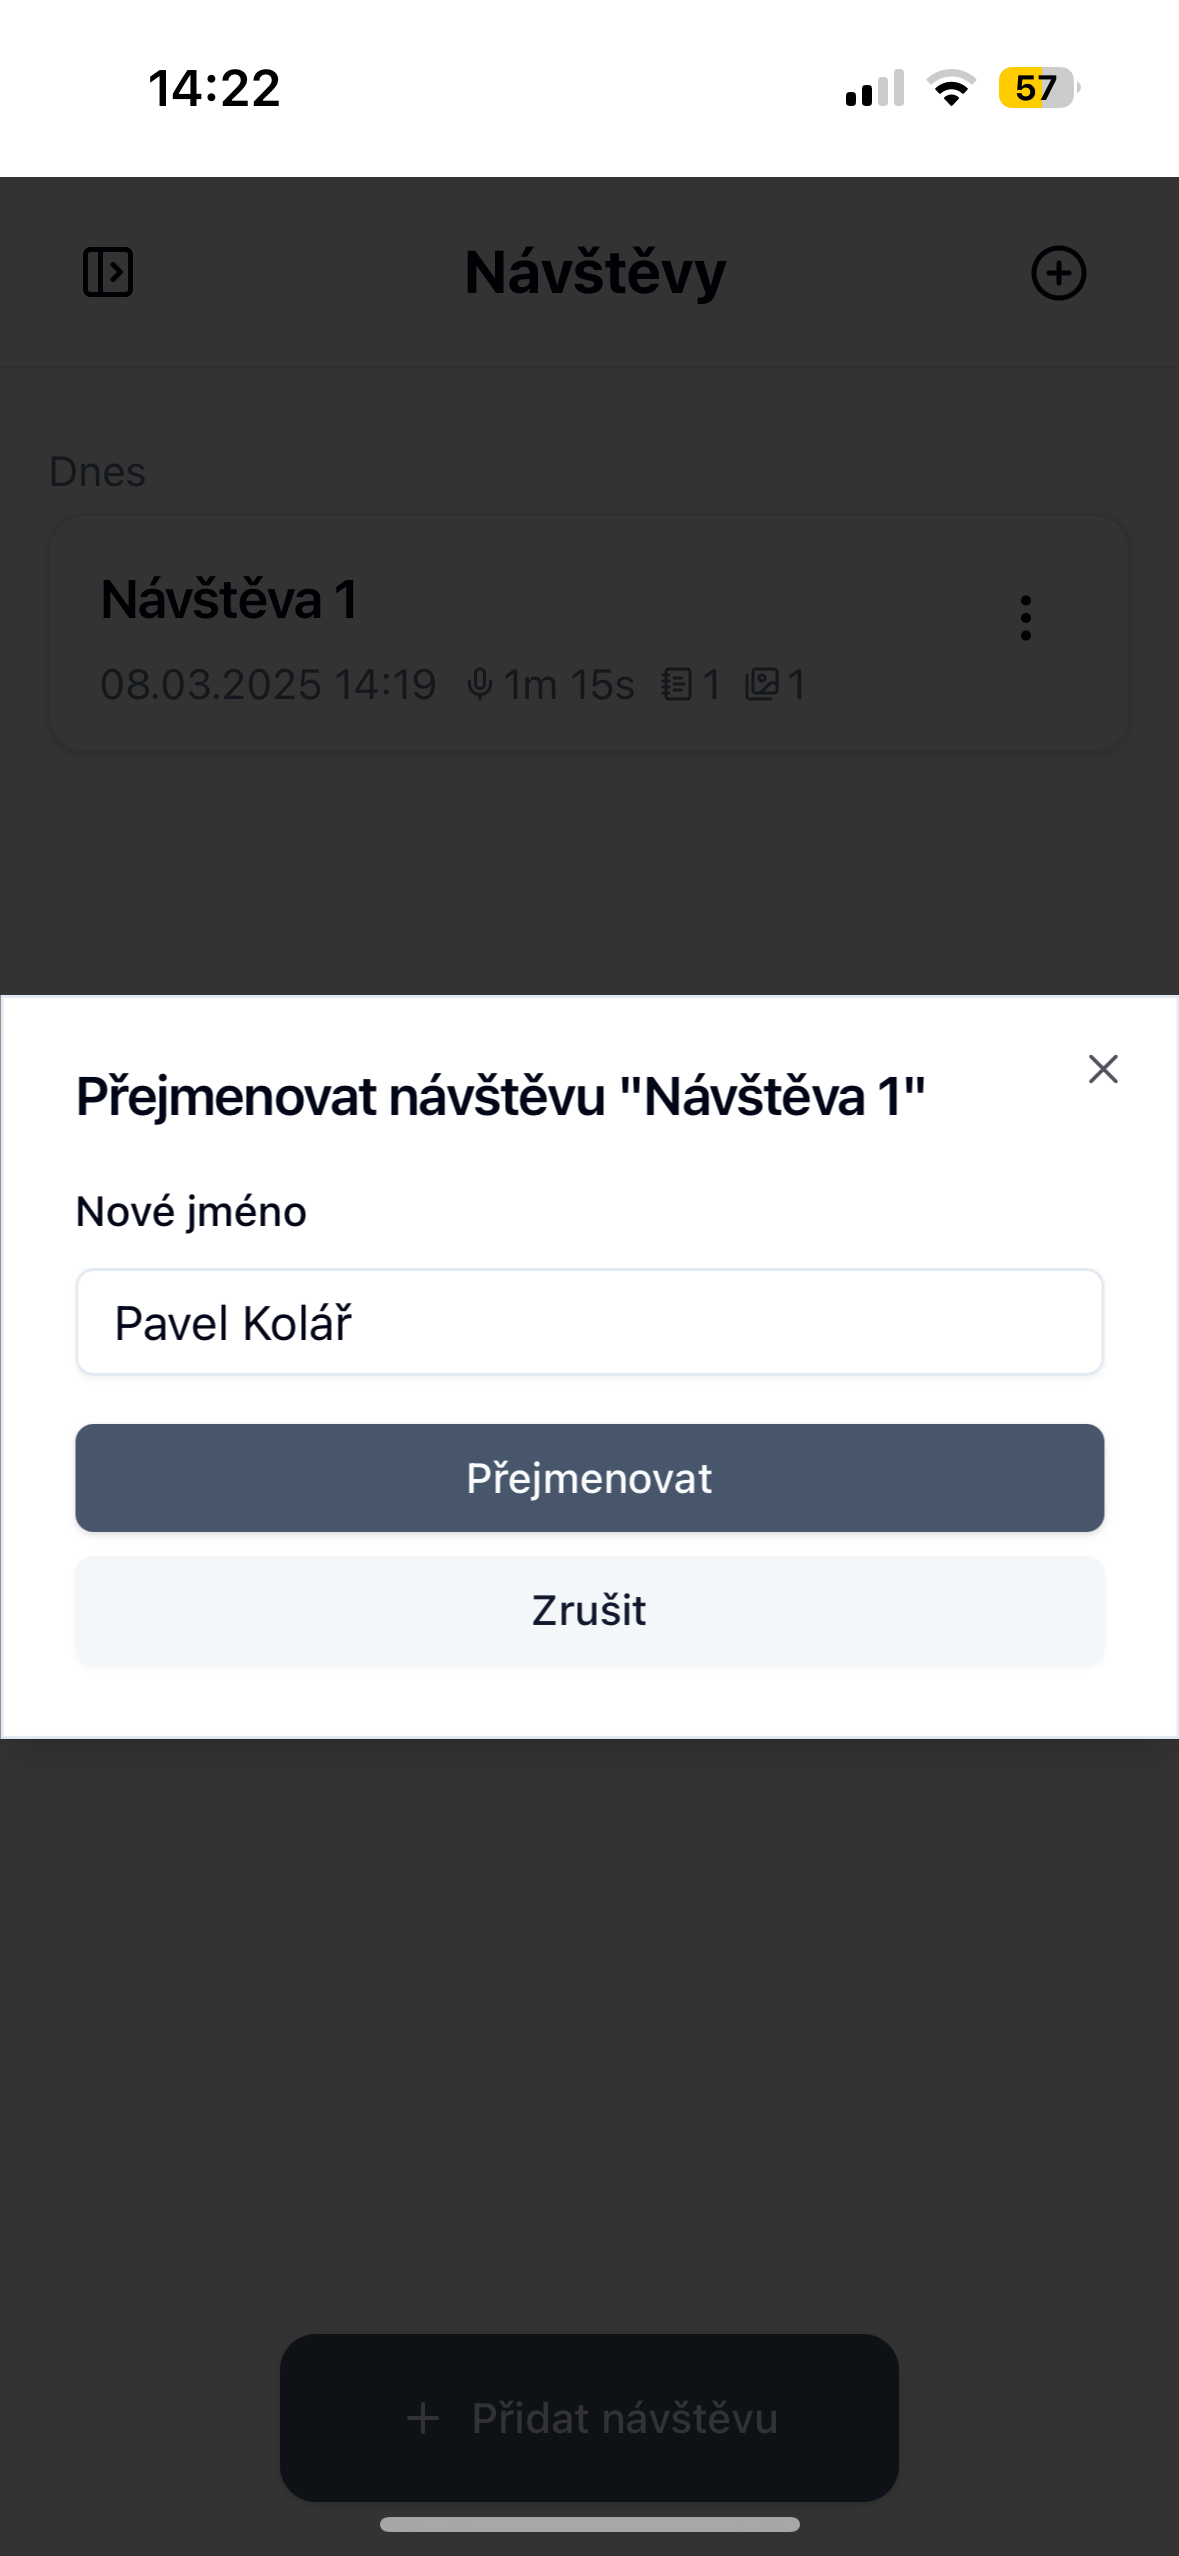 14:22
57
Návštěvy
Dnes
Návštěva 1
08.03.2025 14:19 1m 15s 1 1
Přejmenovat návštěvu "Návštěva 1"
Nové jméno
Pavel Kolář
Přejmenovat
Zrušit
+ Přidat návštěvu